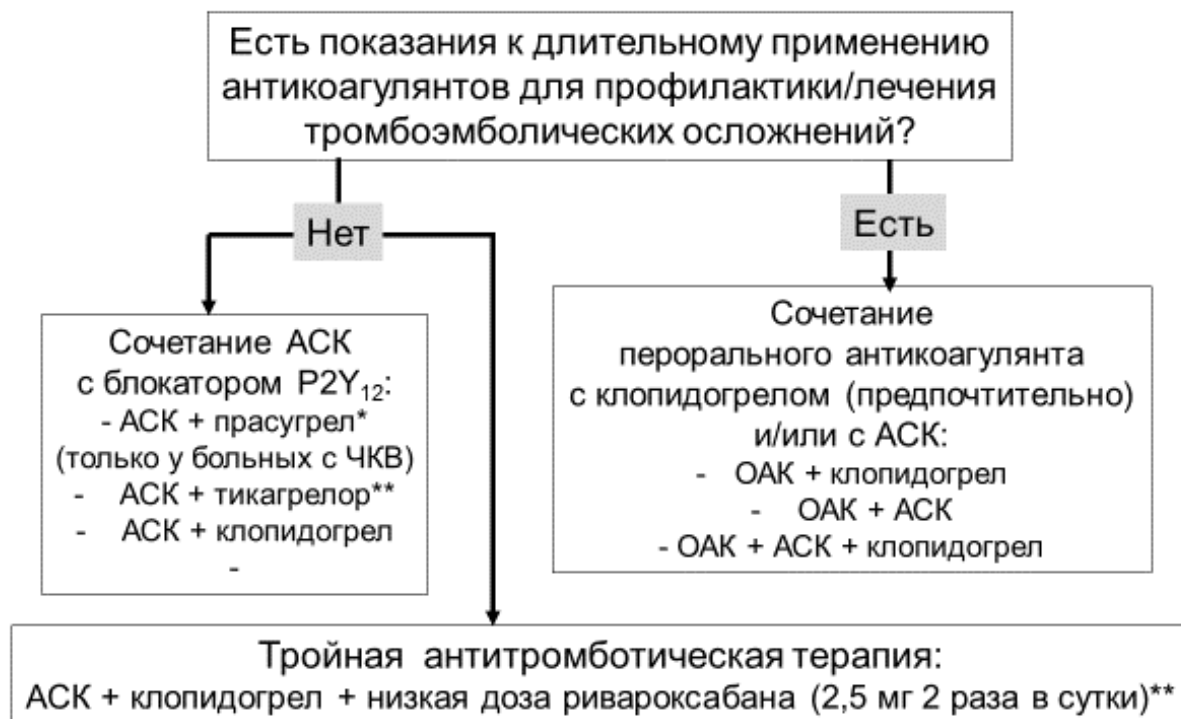 Есть показания к длительному применению
антикоагулянтов для профилактики/лечения
тромбоэмболических осложнений?
Нет
Есть
Сочетание АСК
с блокатором P2Y₁₂:
- АСК + прасугрел*
(только у больных с ЧКВ)
- АСК + тикагрелор**
- АСК + клопидогрел
-
Сочетание
перорального антикоагулянта
с клопидогрелом (предпочтительно)
и/или с АСК:
- ОАК + клопидогрел
- ОАК + АСК
- ОАК + АСК + клопидогрел
Тройная антитромботическая терапия:
АСК + клопидогрел + низкая доза ривароксабана (2,5 мг 2 раза в сутки)**